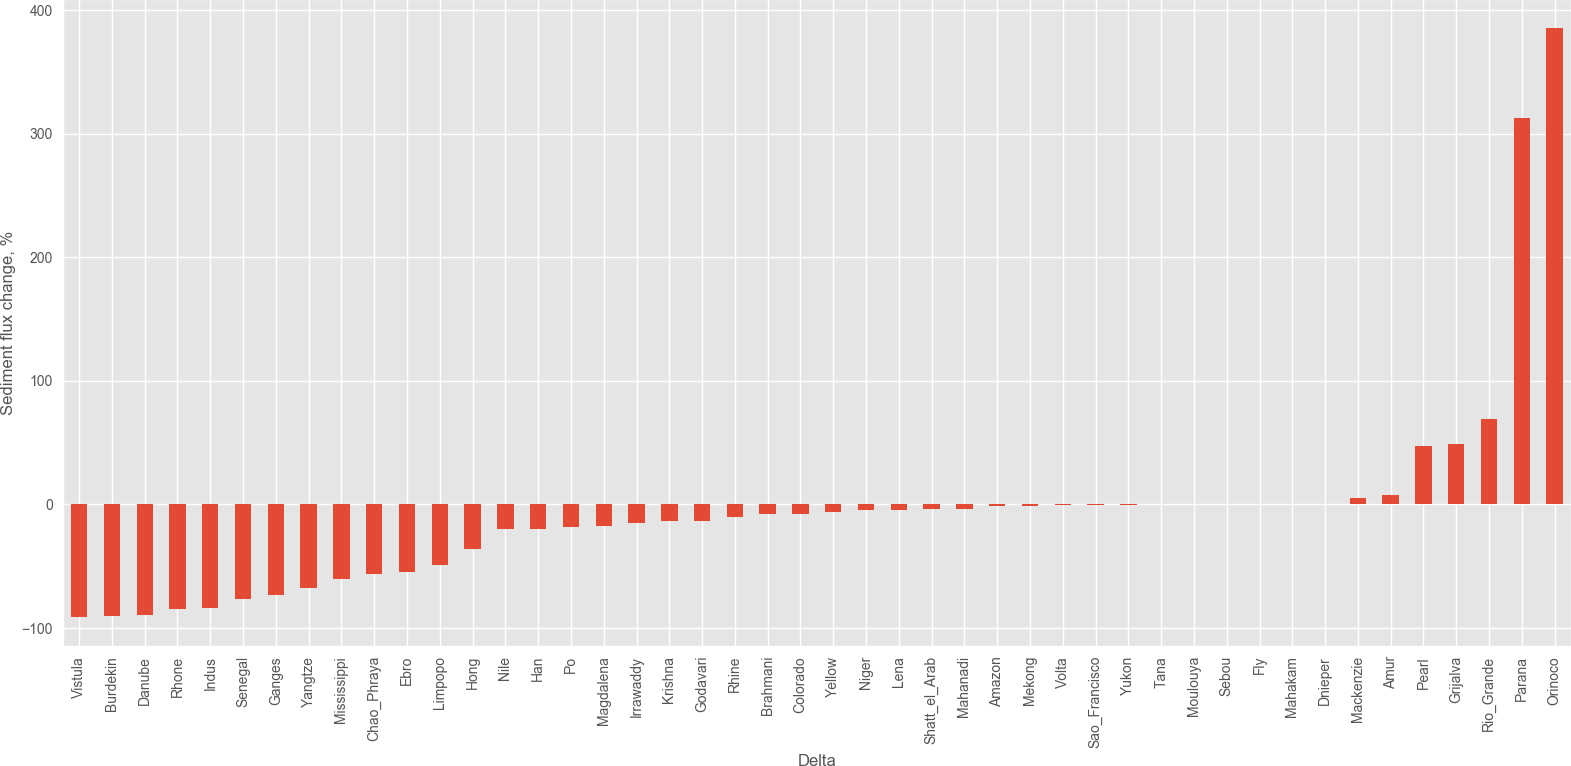 400
300
200
100
0
−100
Sediment flux change, %
Vistula
Burdekin
Danube
Rhone
Indus
Senegal
Ganges
Yangtze
Mississippi
Chao_Phraya
Ebro
Limpopo
Hong
Nile
Han
Po
Magdalena
Irrawaddy
Krishna
Godavari
Rhine
Brahmani
Colorado
Yellow
Niger
Lena
Shatt_el_Arab
Mahanadi
Amazon
Mekong
Volta
Sao_Francisco
Yukon
Tana
Moulouya
Sebou
Fly
Mahakam
Dnieper
Mackenzie
Amur
Pearl
Grijalva
Rio_Grande
Parana
Orinoco
Delta